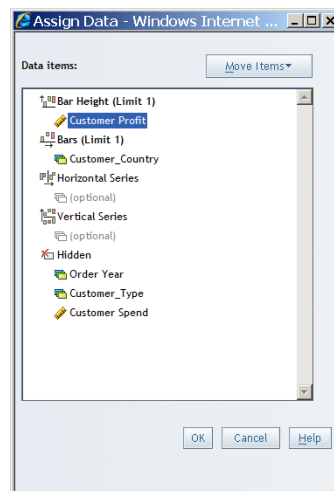 Assign Data - Windows Internet ...
Data items:
Move Items
Bar Height (Limit 1)
Customer Profit
Bars (Limit 1)
Customer_Country
Horizontal Series
(optional)
Vertical Series
(optional)
Hidden
Order Year
Customer_Type
Customer Spend
OK
Cancel
Help